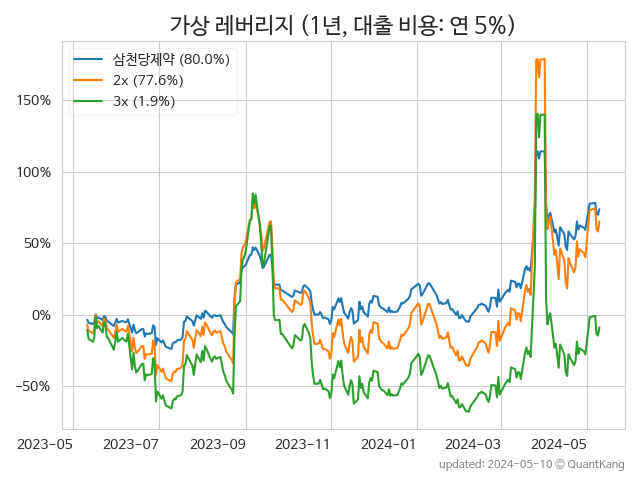 가상 레버리지 (1년, 대출 비용: 연 5%)
삼천당제약 (80.0%)
2x (77.6%)
3x (1.9%)
150%
100%
50%
0%
−50%
2023-05 2023-07 2023-09 2023-11 2024-01 2024-03 2024-05
updated: 2024-05-10 © QuantKang